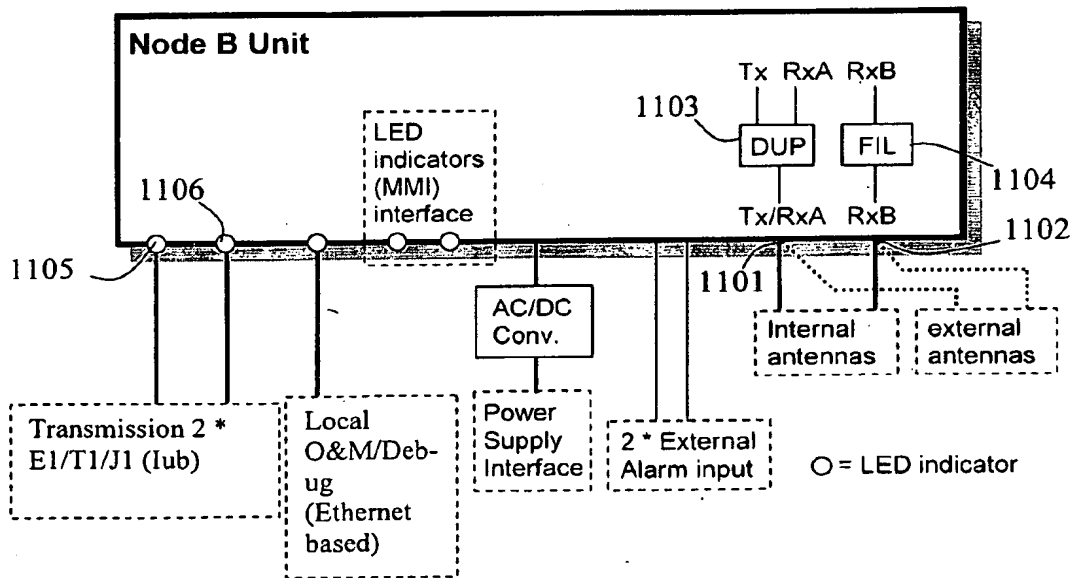 Node B Unit
Tx RxA RxB
1103
LED
indicators
(MMI)
interface
DUP
FIL
1104
1106
Tx/RxA RxB
1105
1101
1102
AC/DC
Conv.
Internal
antennas
external
antennas
Transmission 2 *
E1/T1/J1 (Iub)
Local
O&M/Deb-
ug
(Ethernet
based)
Power
Supply
Interface
2 * External
Alarm input
= LED indicator